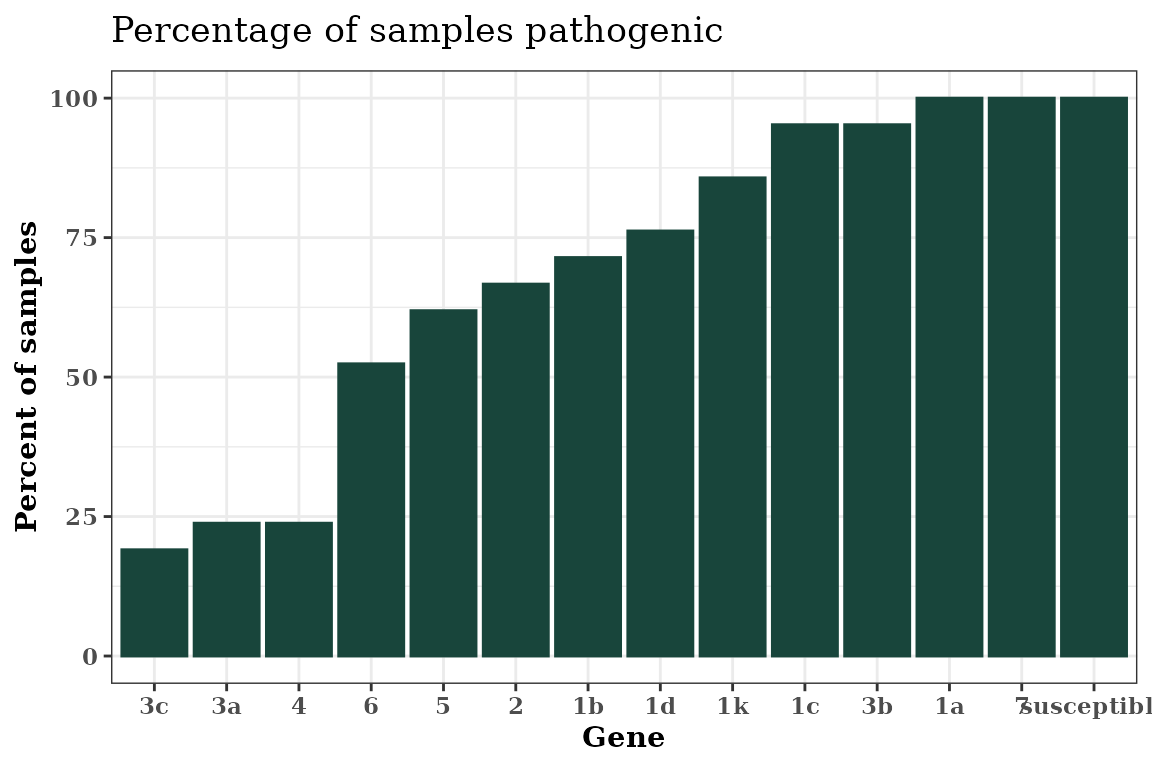 Percentage of samples pathogenic
100
75
50
25
0
Percent of samples
3c 3a 4 6 5 2 1b 1d 1k 1c 3b 1a 7 susceptibl
Gene